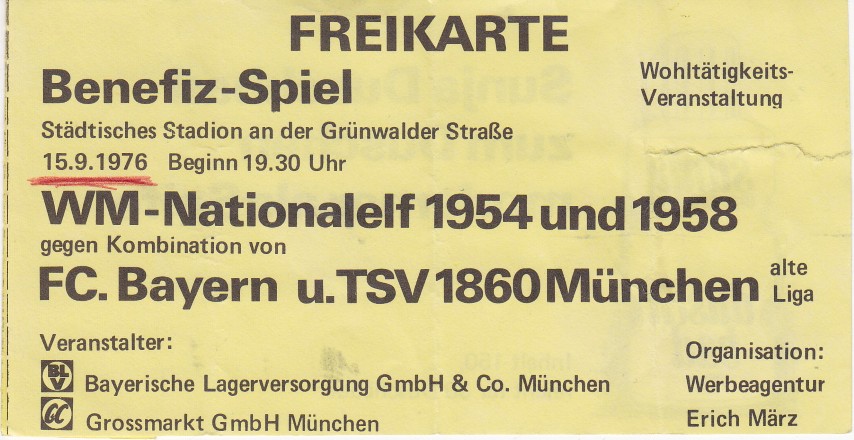 FREIKARTE
Benefiz-Spiel
Wohltätigkeits-
Veranstaltung
Städtisches Stadion an der Grünwalder Straße
15.9.1976 Beginn 19.30 Uhr
WM-Nationalelf 1954 und 1958
gegen Kombination von
FC. Bayern u. TSV 1860 München alte Liga
Veranstalter:
BLV Bayerische Lagerversorgung GmbH & Co. München
GC Grossmarkt GmbH München
Organisation:
Werbeagentur
Erich März